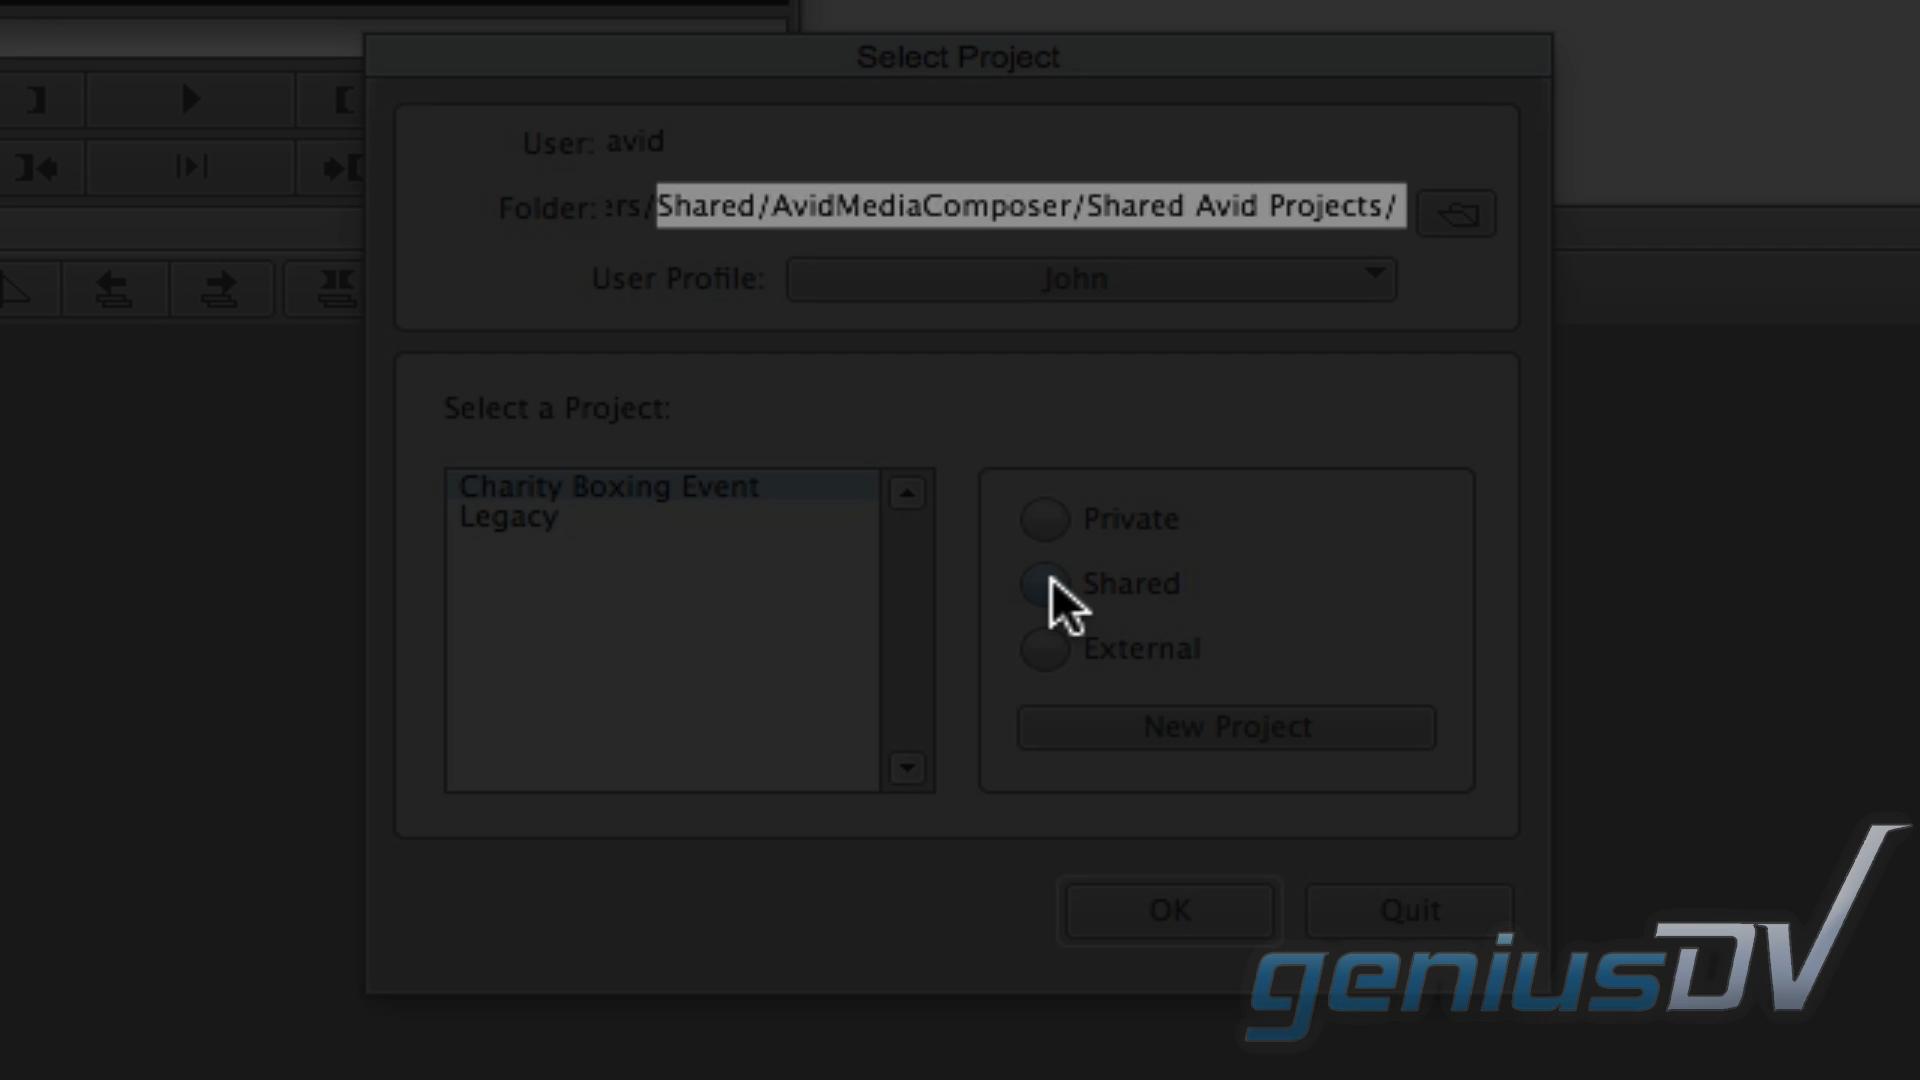 Select Project
User: avid
Folder: ers/Shared/AvidMediaComposer/Shared Avid Projects/
User Profile: John
Select a Project:
Charity Boxing Event
Legacy
Private
Shared
External
New Project
OK
Quit
geniusDV